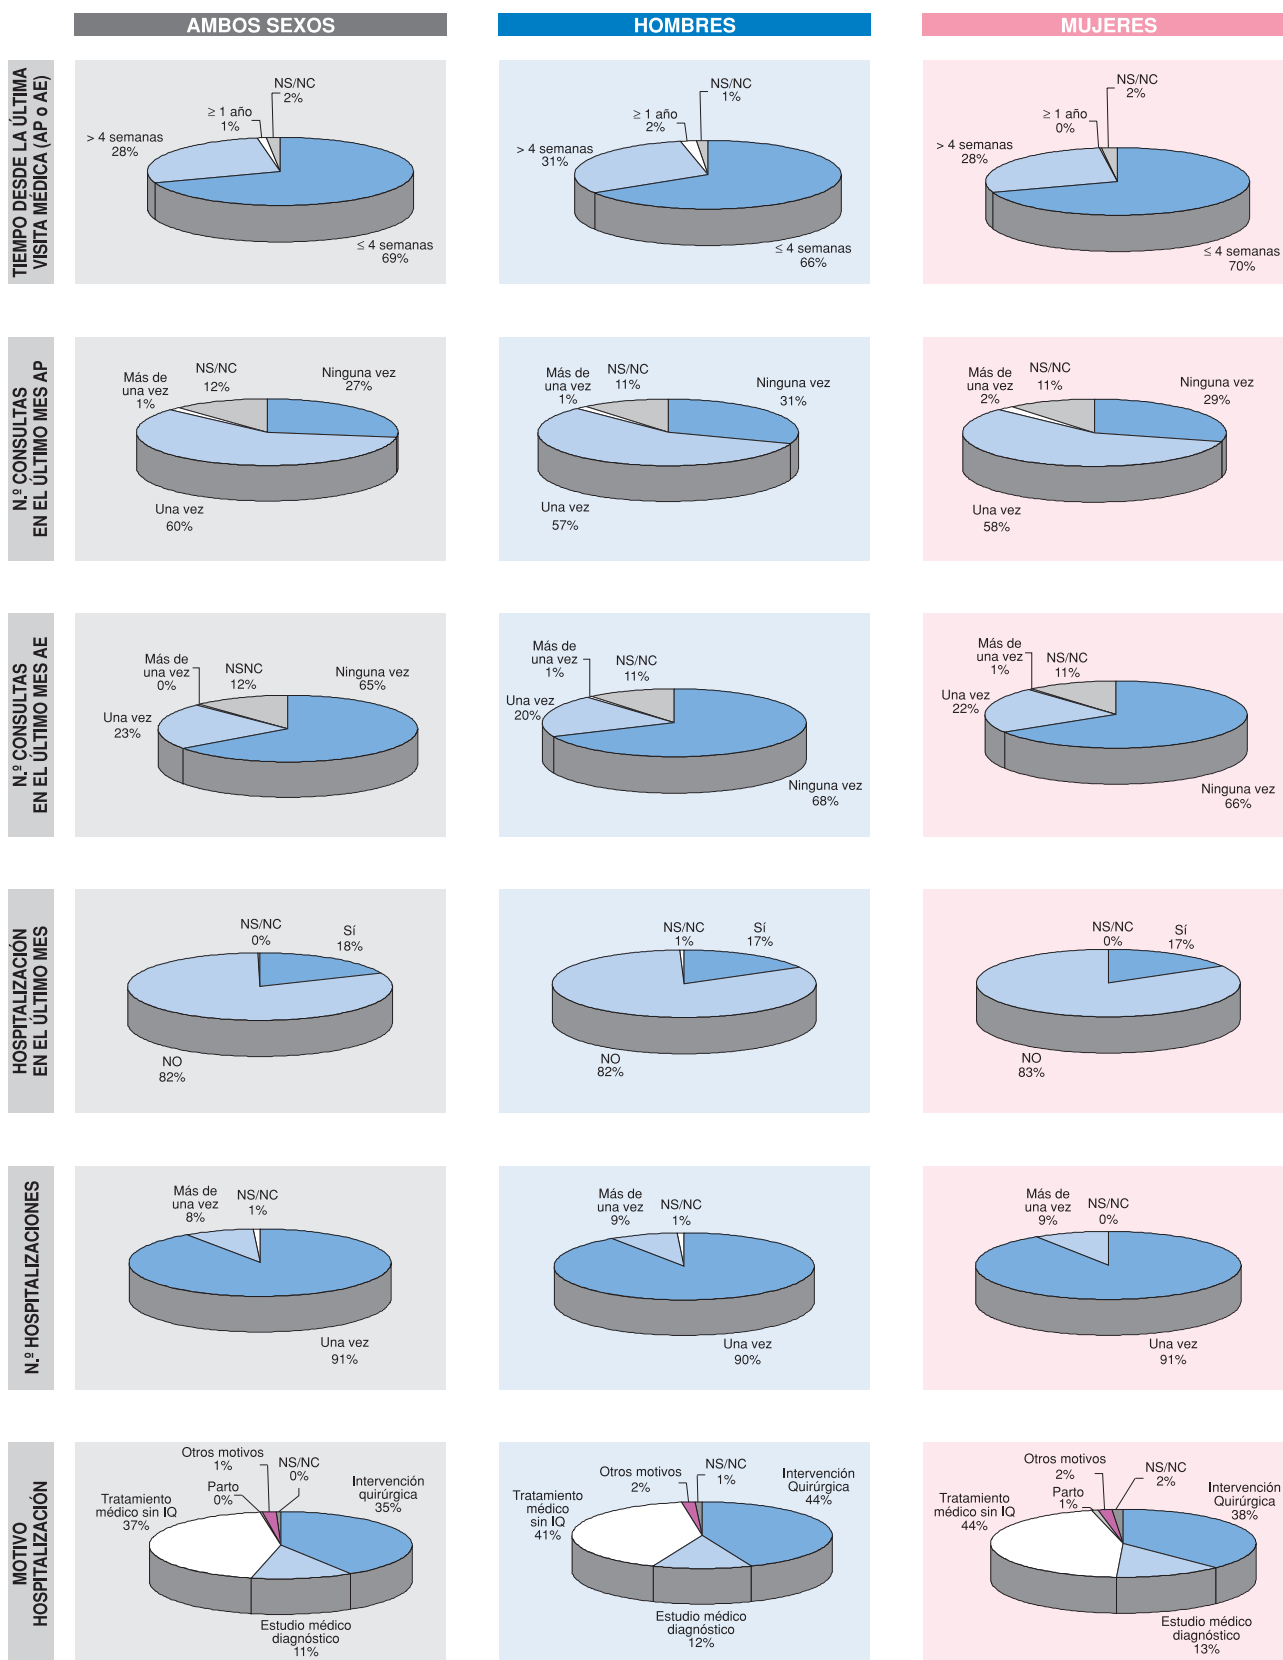 AMBOS SEXOS
HOMBRES
MUJERES
TIEMPO DESDE LA ÚLTIMA
VISITA MÉDICA (AP o AE)
NS/NC
2%
≥ 1 año
1%
> 4 semanas
28%
≤ 4 semanas
69%
NS/NC
1%
≥ 1 año
2%
> 4 semanas
31%
≤ 4 semanas
66%
NS/NC
2%
≥ 1 año
0%
> 4 semanas
28%
≤ 4 semanas
70%
N.º CONSULTAS
EN EL ÚLTIMO MES AP
Más de
una vez
1%
NS/NC
12%
Ninguna vez
27%
Una vez
60%
Más de
una vez
1%
NS/NC
11%
Ninguna vez
31%
Una vez
57%
Más de
una vez
2%
NS/NC
11%
Ninguna vez
29%
Una vez
58%
N.º CONSULTAS
EN EL ÚLTIMO MES AE
Más de
una vez
0%
NSNC
12%
Ninguna vez
65%
Una vez
23%
Más de
una vez
1%
NS/NC
11%
Una vez
20%
Ninguna vez
68%
Más de
una vez
1%
NS/NC
11%
Una vez
22%
Ninguna vez
66%
HOSPITALIZACIÓN
EN EL ÚLTIMO MES
NS/NC
0%
Sí
18%
NO
82%
NS/NC
1%
Sí
17%
NO
82%
NS/NC
0%
Sí
17%
NO
83%
N.º HOSPITALIZACIONES
Más de
una vez
8%
NS/NC
1%
Una vez
91%
Más de
una vez
9%
NS/NC
1%
Una vez
90%
Más de
una vez
9%
NS/NC
0%
Una vez
91%
MOTIVO
HOSPITALIZACIÓN
Otros motivos
1%
NS/NC
0%
Parto
0%
Intervención
quirúrgica
35%
Tratamiento
médico sin IQ
37%
Estudio médico
diagnóstico
11%
Otros motivos
2%
NS/NC
1%
Intervención
Quirúrgica
44%
Tratamiento
médico
sin IQ
41%
Estudio médico
diagnóstico
12%
Otros motivos
2%
NS/NC
2%
Parto
1%
Intervención
Quirúrgica
38%
Tratamiento
médico sin IQ
44%
Estudio médico
diagnóstico
13%